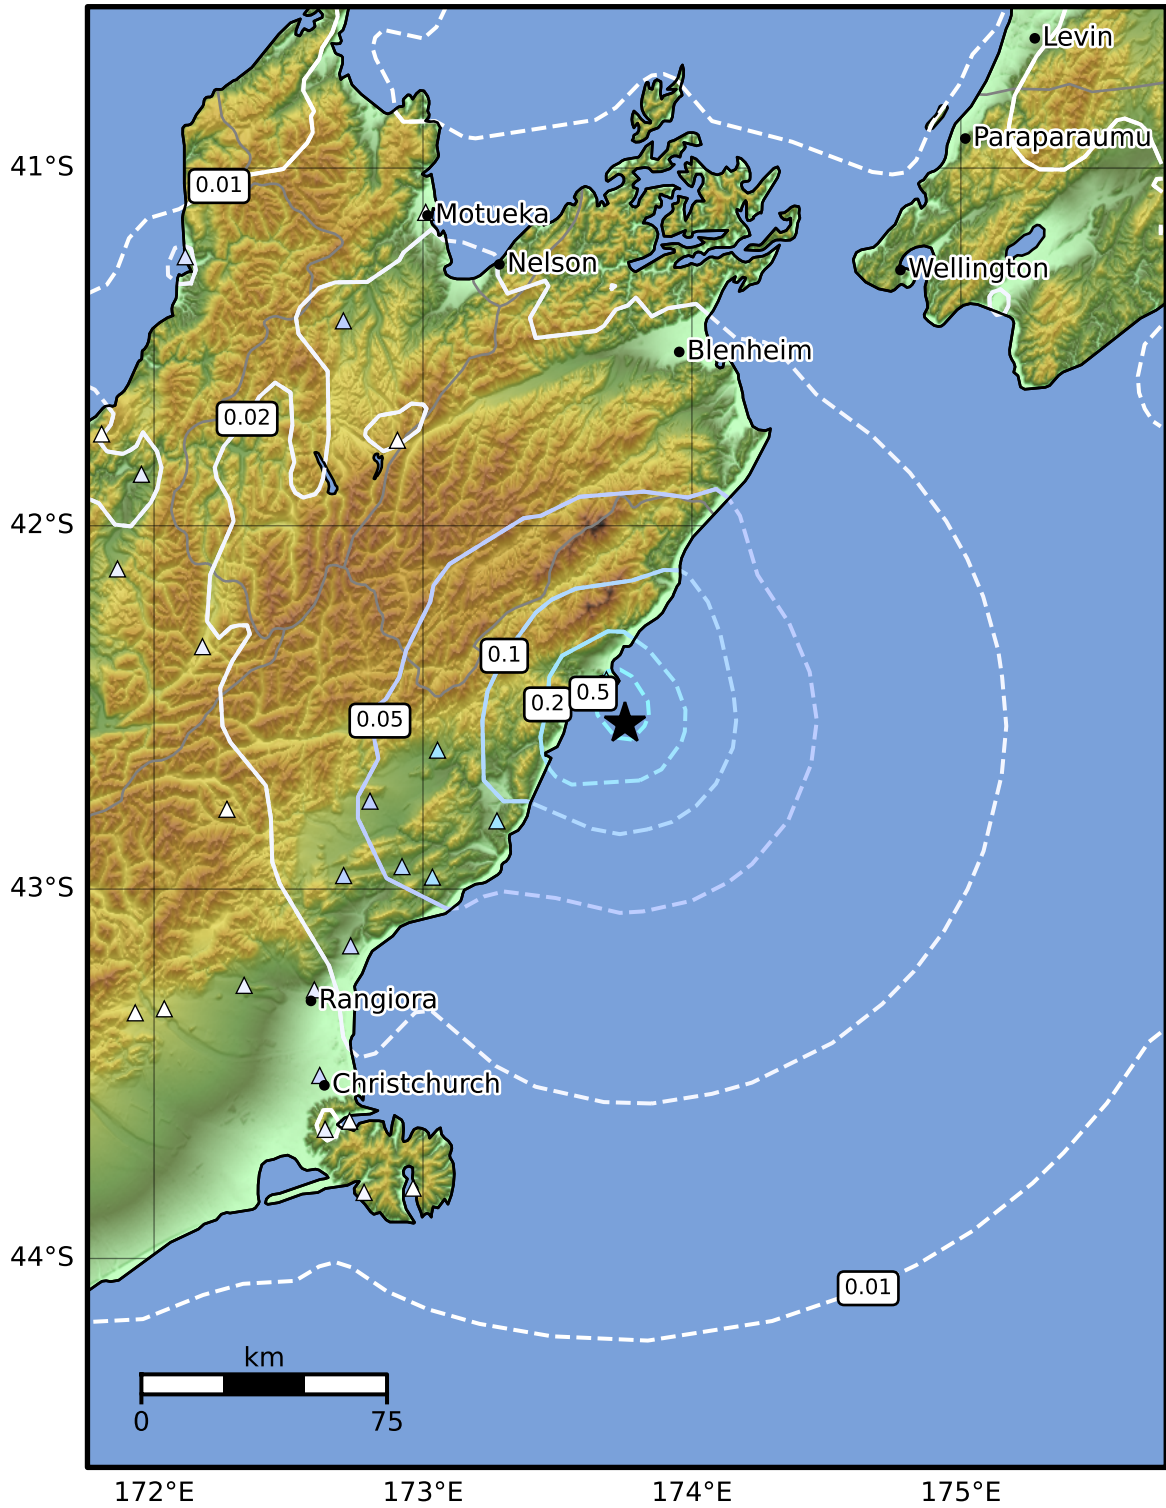 Levin
Paraparaumu
41°S
0.01
Motueka
Nelson
Wellington
Blenheim
0.02
42°S
0.1
0.5
0.2
0.05
43°S
Rangiora
Christchurch
44°S
0.01
km
0 75
172°E 173°E 174°E 175°E